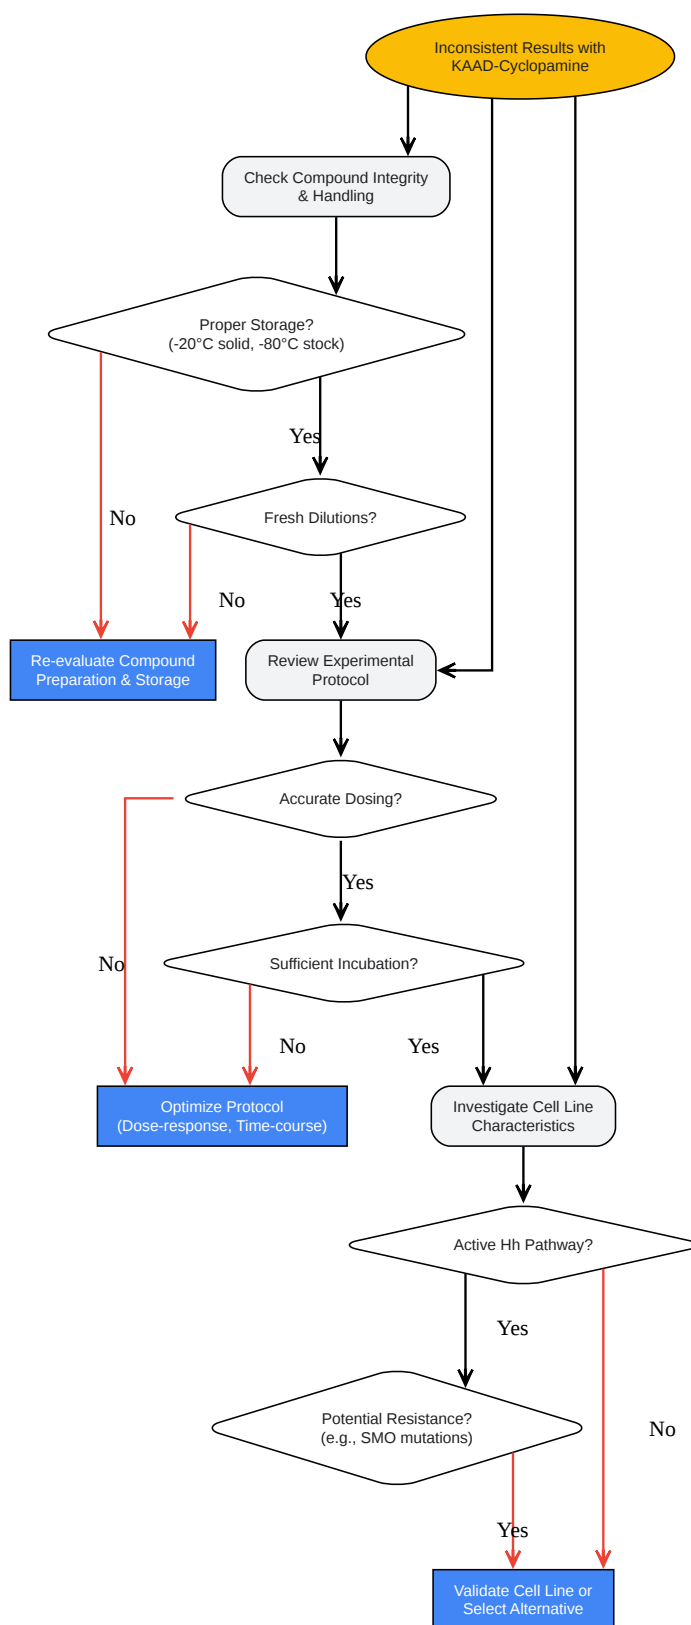 Inconsistent Results with
KAAD-Cyclopamine
Check Compound Integrity
& Handling
Proper Storage?
(-20°C solid, -80°C stock)
Yes
No
Fresh Dilutions?
No
Yes
Re-evaluate Compound
Preparation & Storage
Review Experimental
Protocol
Accurate Dosing?
Yes
No
Sufficient Incubation?
No
Yes
Optimize Protocol
(Dose-response, Time-course)
Investigate Cell Line
Characteristics
Active Hh Pathway?
Yes
No
Potential Resistance?
(e.g., SMO mutations)
Yes
Validate Cell Line or
Select Alternative